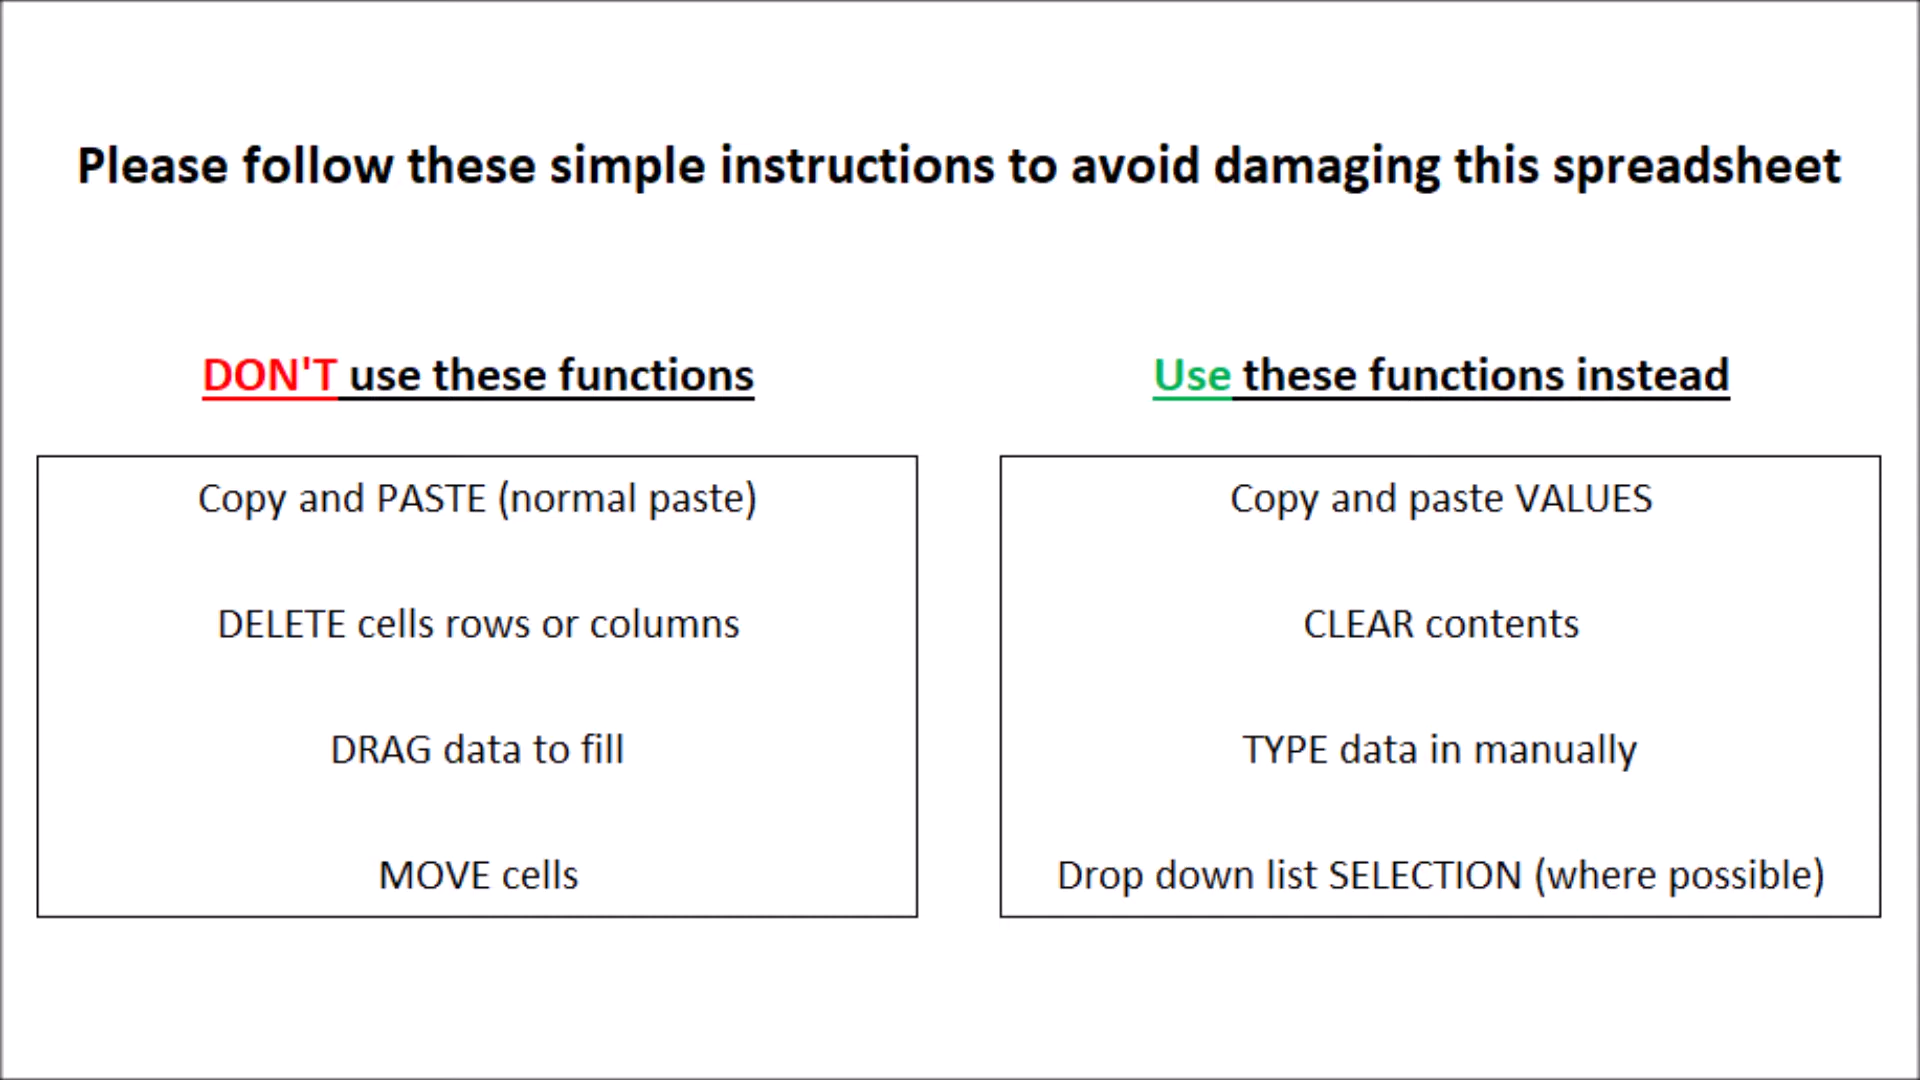 Please follow these simple instructions to avoid damaging this spreadsheet
DON'T use these functions
Copy and PASTE (normal paste)
DELETE cells rows or columns
DRAG data to fill
MOVE cells
Use these functions instead
Copy and paste VALUES
CLEAR contents
TYPE data in manually
Drop down list SELECTION (where possible)